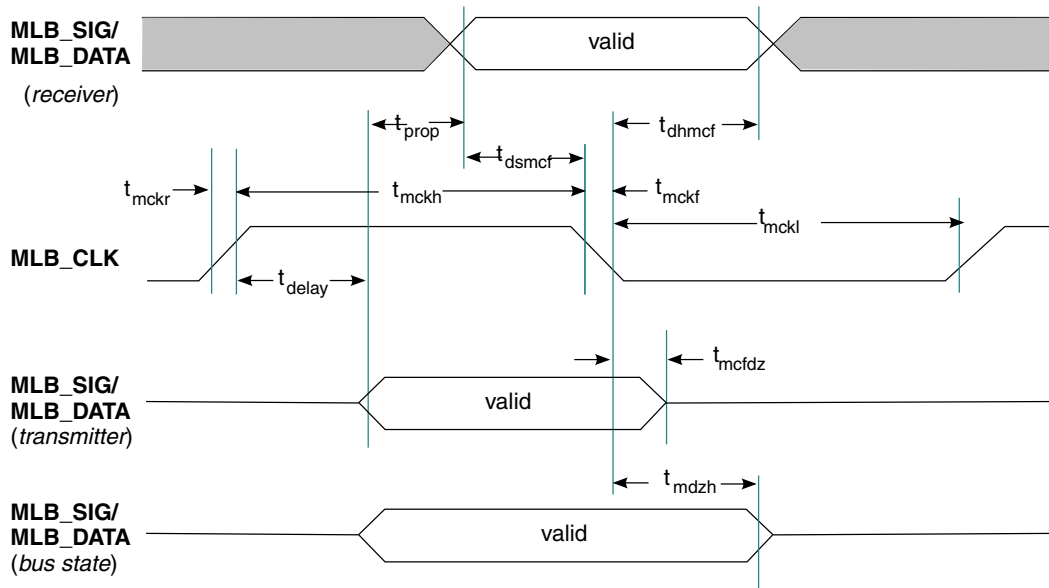 MLB_SIG/
MLB_DATA
(receiver)
valid
tprop
tdhmcf
tdsmcf
tmckr
tmckh
tmckf
tmckl
MLB_CLK
tdelay
tmcfdz
MLB_SIG/
MLB_DATA
(transmitter)
valid
tmdzh
MLB_SIG/
MLB_DATA
(bus state)
valid